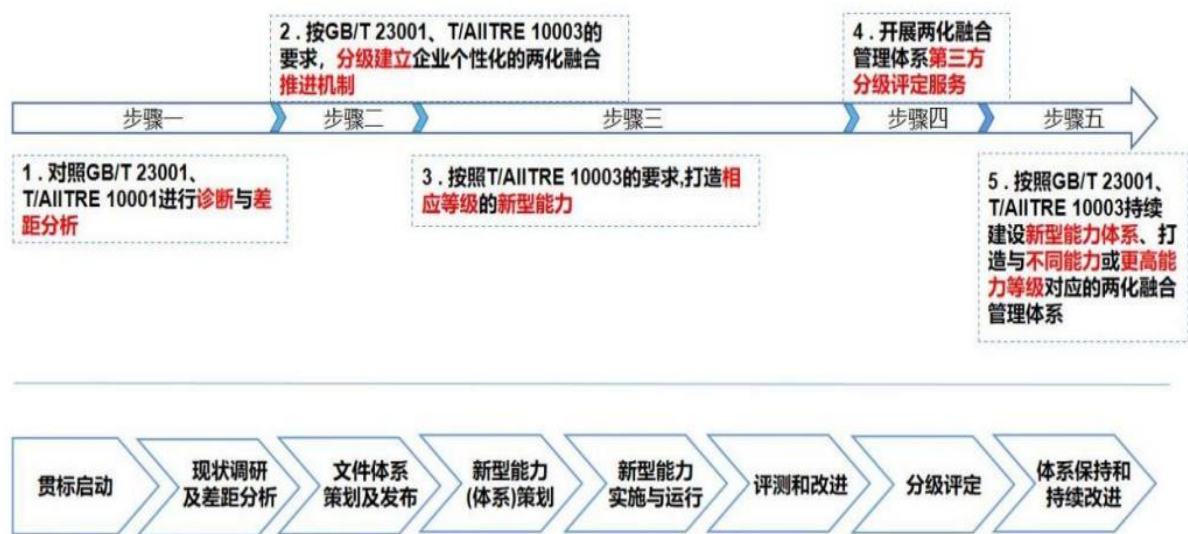 2．按GB/T 23001、T/AIITRE 10003的
要求，分级建立企业个性化的两化融合
推进机制
4．开展两化融合
管理体系第三方
分级评定服务
步骤一
步骤二
步骤三
步骤四
步骤五
1．对照GB/T 23001、
T/AIITRE 10001进行诊断与差
距分析
3．按照T/AIITRE 10003的要求,打造相
应等级的新型能力
5．按照GB/T 23001、
T/AIITRE 10003持续
建设新型能力体系、打
造与不同能力或更高能
力等级对应的两化融合
管理体系
贯标启动
现状调研
及差距分析
文件体系
策划及发布
新型能力
(体系)策划
新型能力
实施与运行
评测和改进
分级评定
体系保持和
持续改进